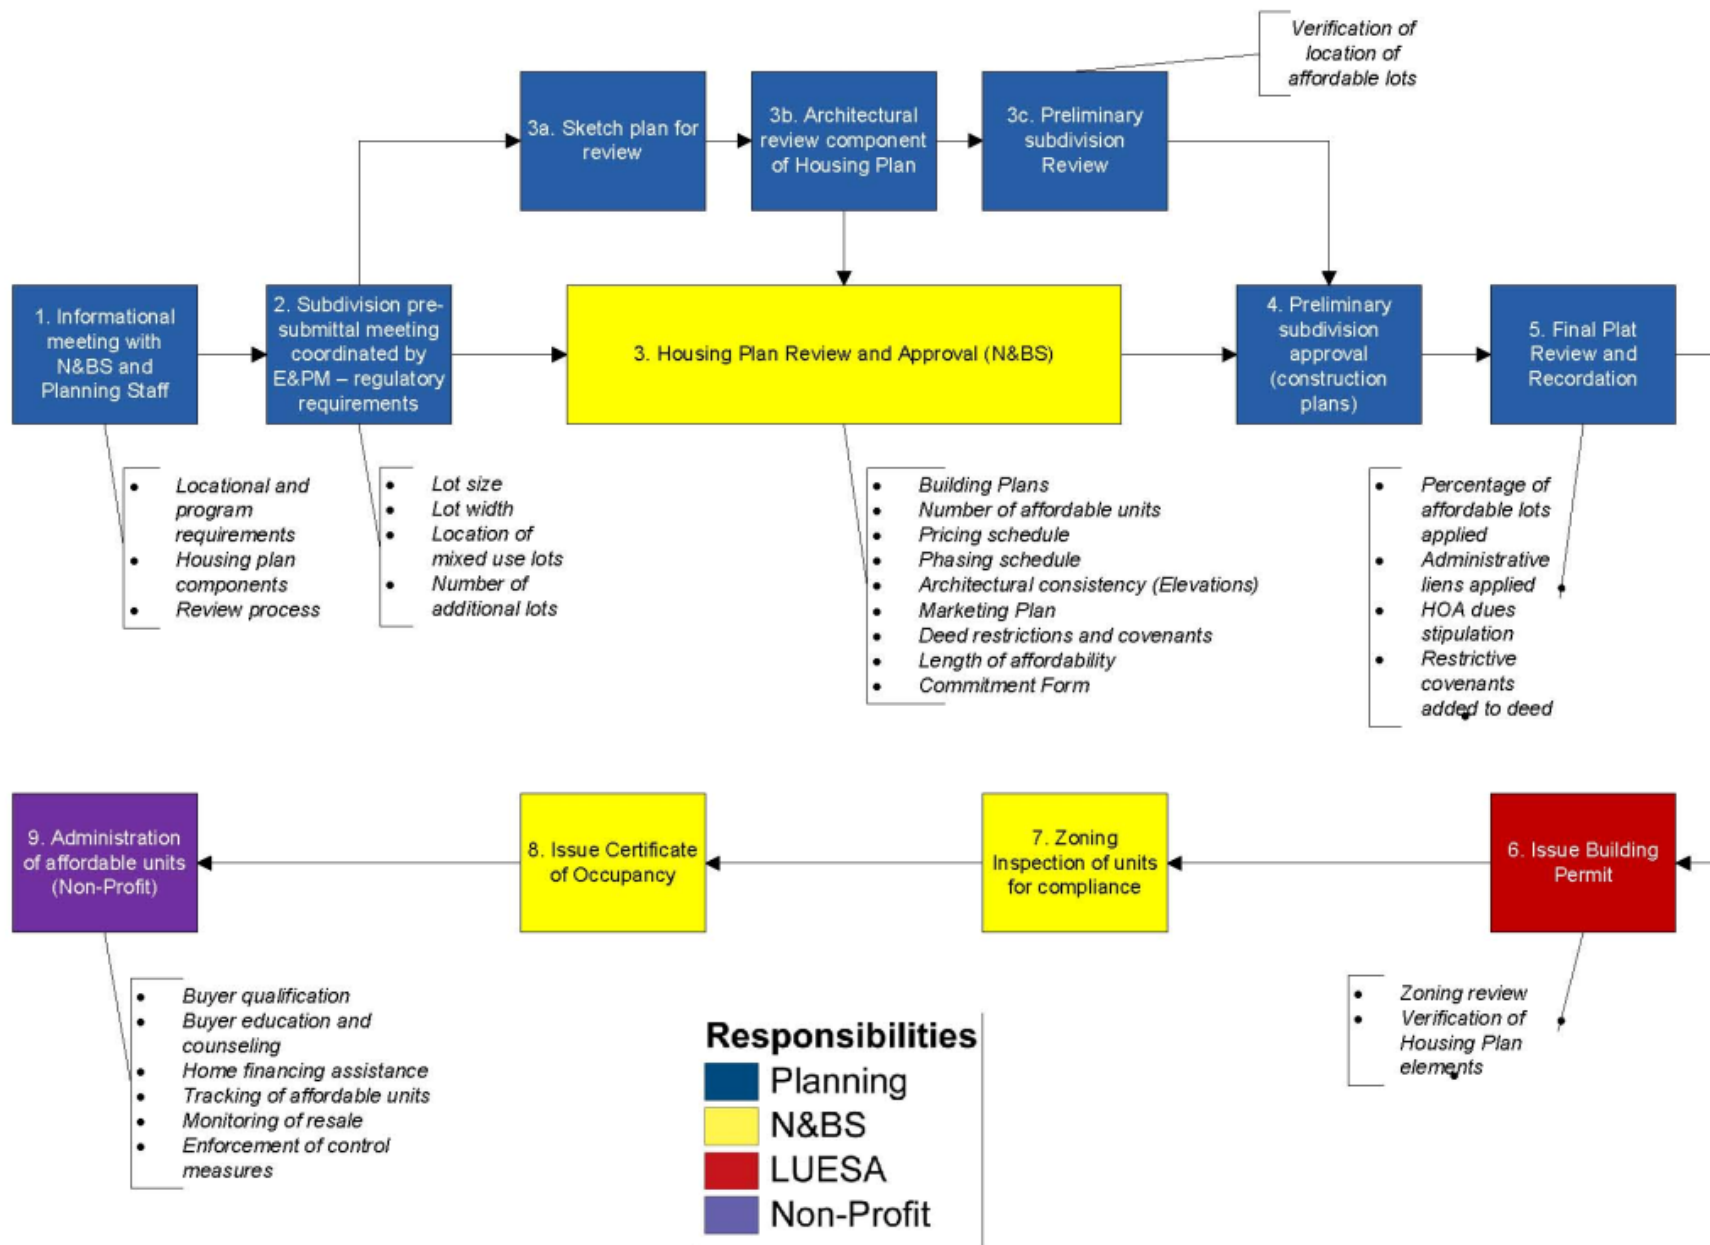 Verification of
location of
affordable lots
3a. Sketch plan for
review
3b. Architectural
review component
of Housing Plan
3c. Preliminary
subdivision
Review
1. Informational
meeting with
N&BS and
Planning Staff
2. Subdivision pre-
submittal meeting
coordinated by
E&PM – regulatory
requirements
3. Housing Plan Review and Approval (N&BS)
4. Preliminary
subdivision
approval
(construction
plans)
5. Final Plat
Review and
Recordation
• Locational and
program
requirements
• Housing plan
components
• Review process
• Lot size
• Lot width
• Location of
mixed use lots
• Number of
additional lots
• Building Plans
• Number of affordable units
• Pricing schedule
• Phasing schedule
• Architectural consistency (Elevations)
• Marketing Plan
• Deed restrictions and covenants
• Length of affordability
• Commitment Form
• Percentage of
affordable lots
applied
• Administrative
liens applied
• HOA dues
stipulation
• Restrictive
covenants
added to deed
9. Administration
of affordable units
(Non-Profit)
8. Issue Certificate
of Occupancy
7. Zoning
Inspection of units
for compliance
6. Issue Building
Permit
• Buyer qualification
• Buyer education and
counseling
• Home financing assistance
• Tracking of affordable units
• Monitoring of resale
• Enforcement of control
measures
• Zoning review
• Verification of
Housing Plan
elements
Responsibilities
Planning
N&BS
LUESA
Non-Profit